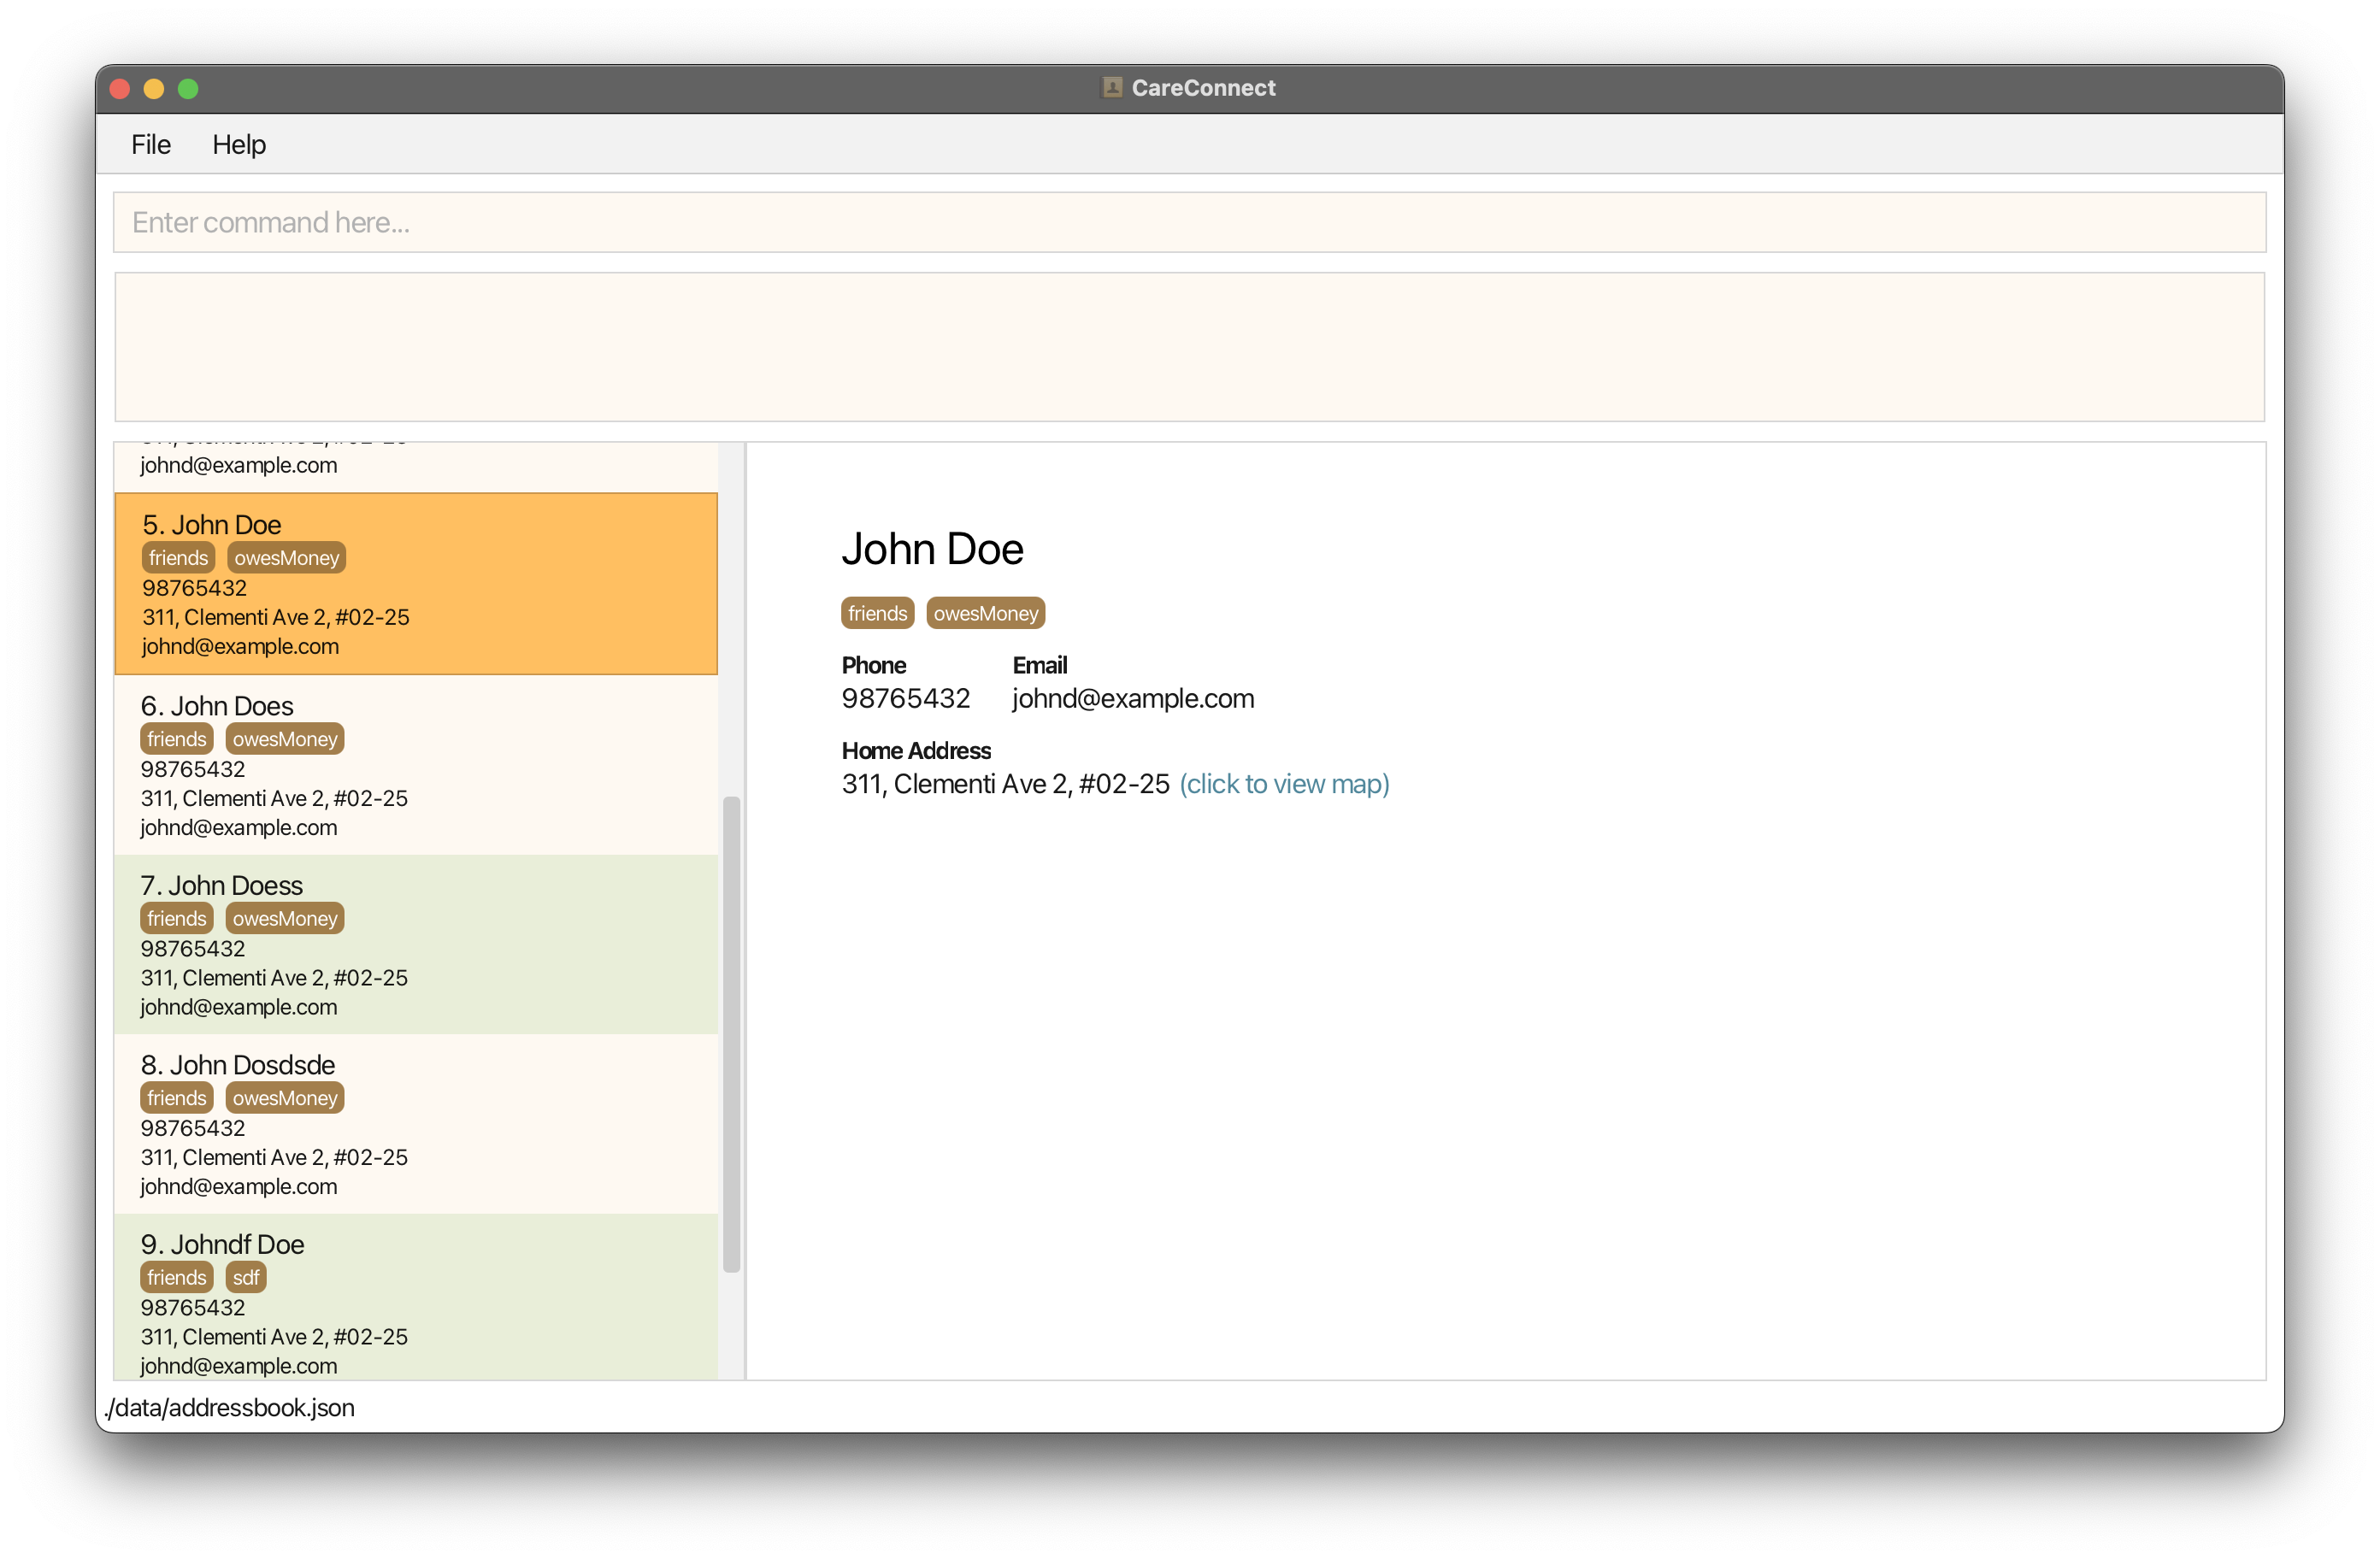 CareConnect
File Help
Enter command here...
johnd@example.com
5. John Doe
friends owesMoney
98765432
311, Clementi Ave 2, #02-25
johnd@example.com
6. John Does
friends owesMoney
98765432
311, Clementi Ave 2, #02-25
johnd@example.com
7. John Doess
friends owesMoney
98765432
311, Clementi Ave 2, #02-25
johnd@example.com
8. John Dosdsde
friends owesMoney
98765432
311, Clementi Ave 2, #02-25
johnd@example.com
9. Johndf Doe
friends sdf
98765432
311, Clementi Ave 2, #02-25
johnd@example.com
John Doe
friends owesMoney
Phone Email
98765432 johnd@example.com
Home Address
311, Clementi Ave 2, #02-25 (click to view map)
./data/addressbook.json